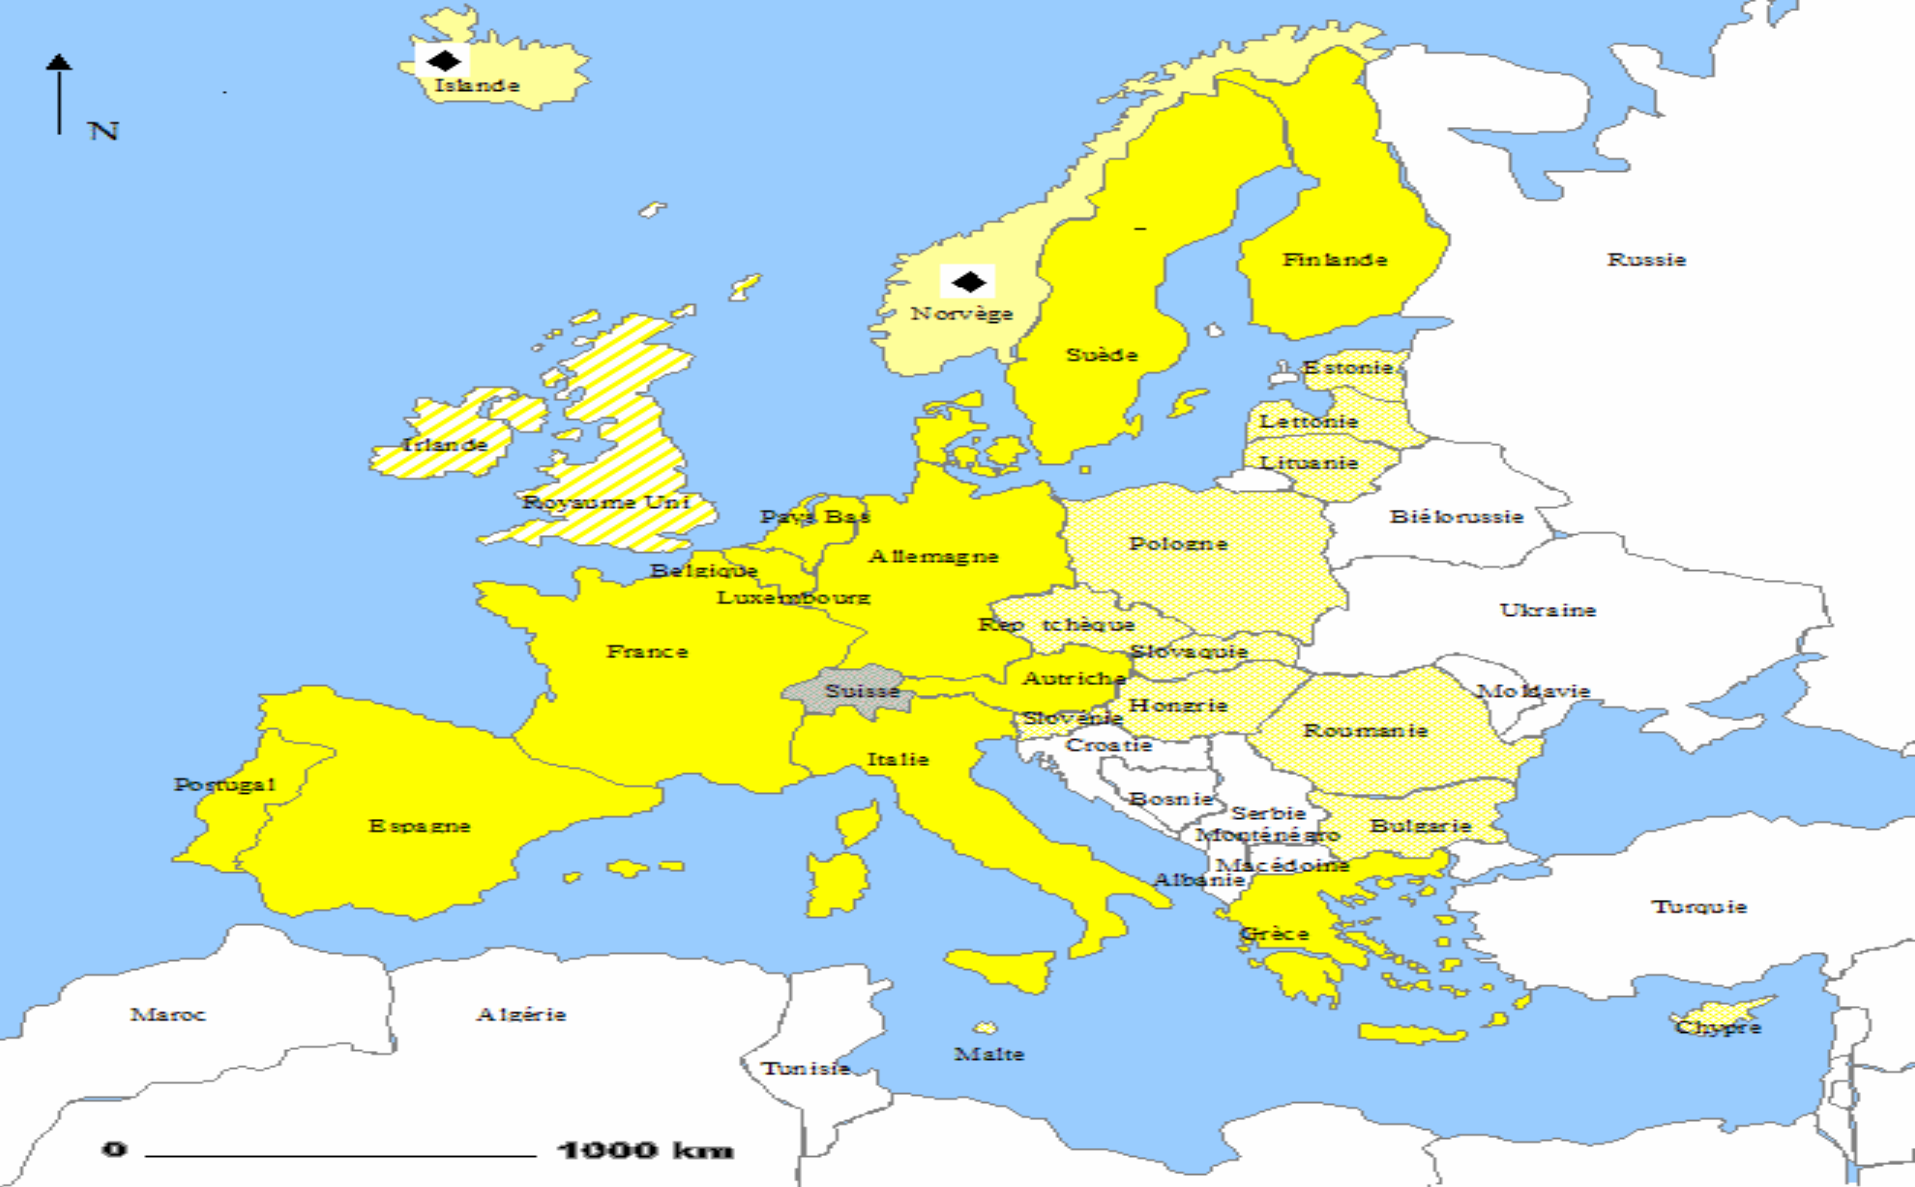 Islande
N
Finlande
Russie
Norvège
Suède
Estonie
Lettonie
Irlande
Lituanie
Royaume Uni
Pays Bas
Biélorussie
Pologne
Allemagne
Belgique
Luxembourg
Ukraine
Rep tchèque
France
Slovaquie
Autriche
Suisse
Moldavie
Hongrie
Slovénie
Roumanie
Croatie
Italie
Portugal
Bosnie
Serbie
Espagne
Bulgarie
Monténégro
Macédoine
Albanie
Turquie
Grèce
Maroc
Algérie
Chypre
Malte
Tunisie
0 1000 km